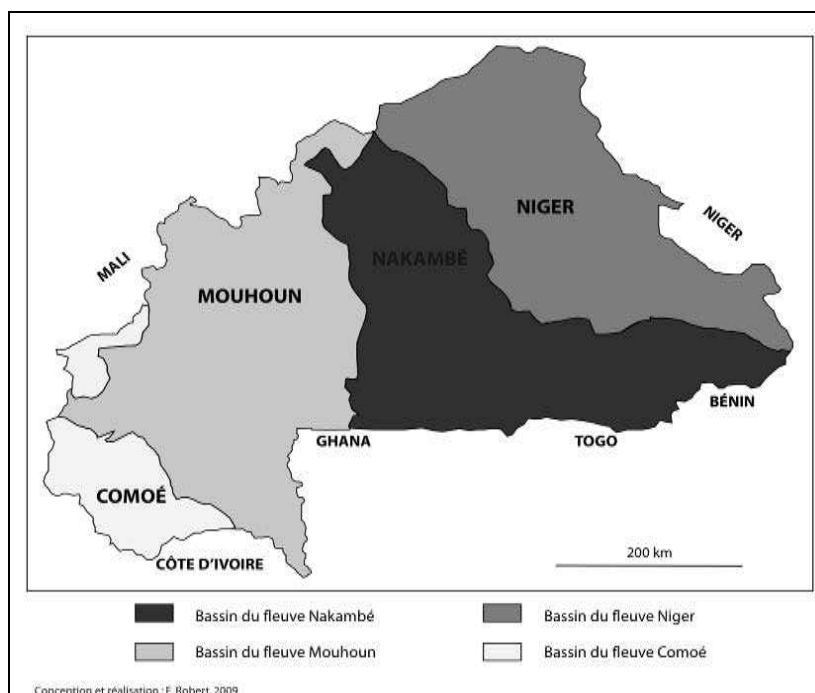 NIGER
NIGER
NAKAMBÉ
MALI
MOUHOUN
BÉNIN
GHANA
TOGO
COMOÉ
CÔTE D'IVOIRE
200 km
Bassin du fleuve Nakambé
Bassin du fleuve Niger
Bassin du fleuve Mouhoun
Bassin du fleuve Comoé
Conception et réalisation : F. Robert, 2009